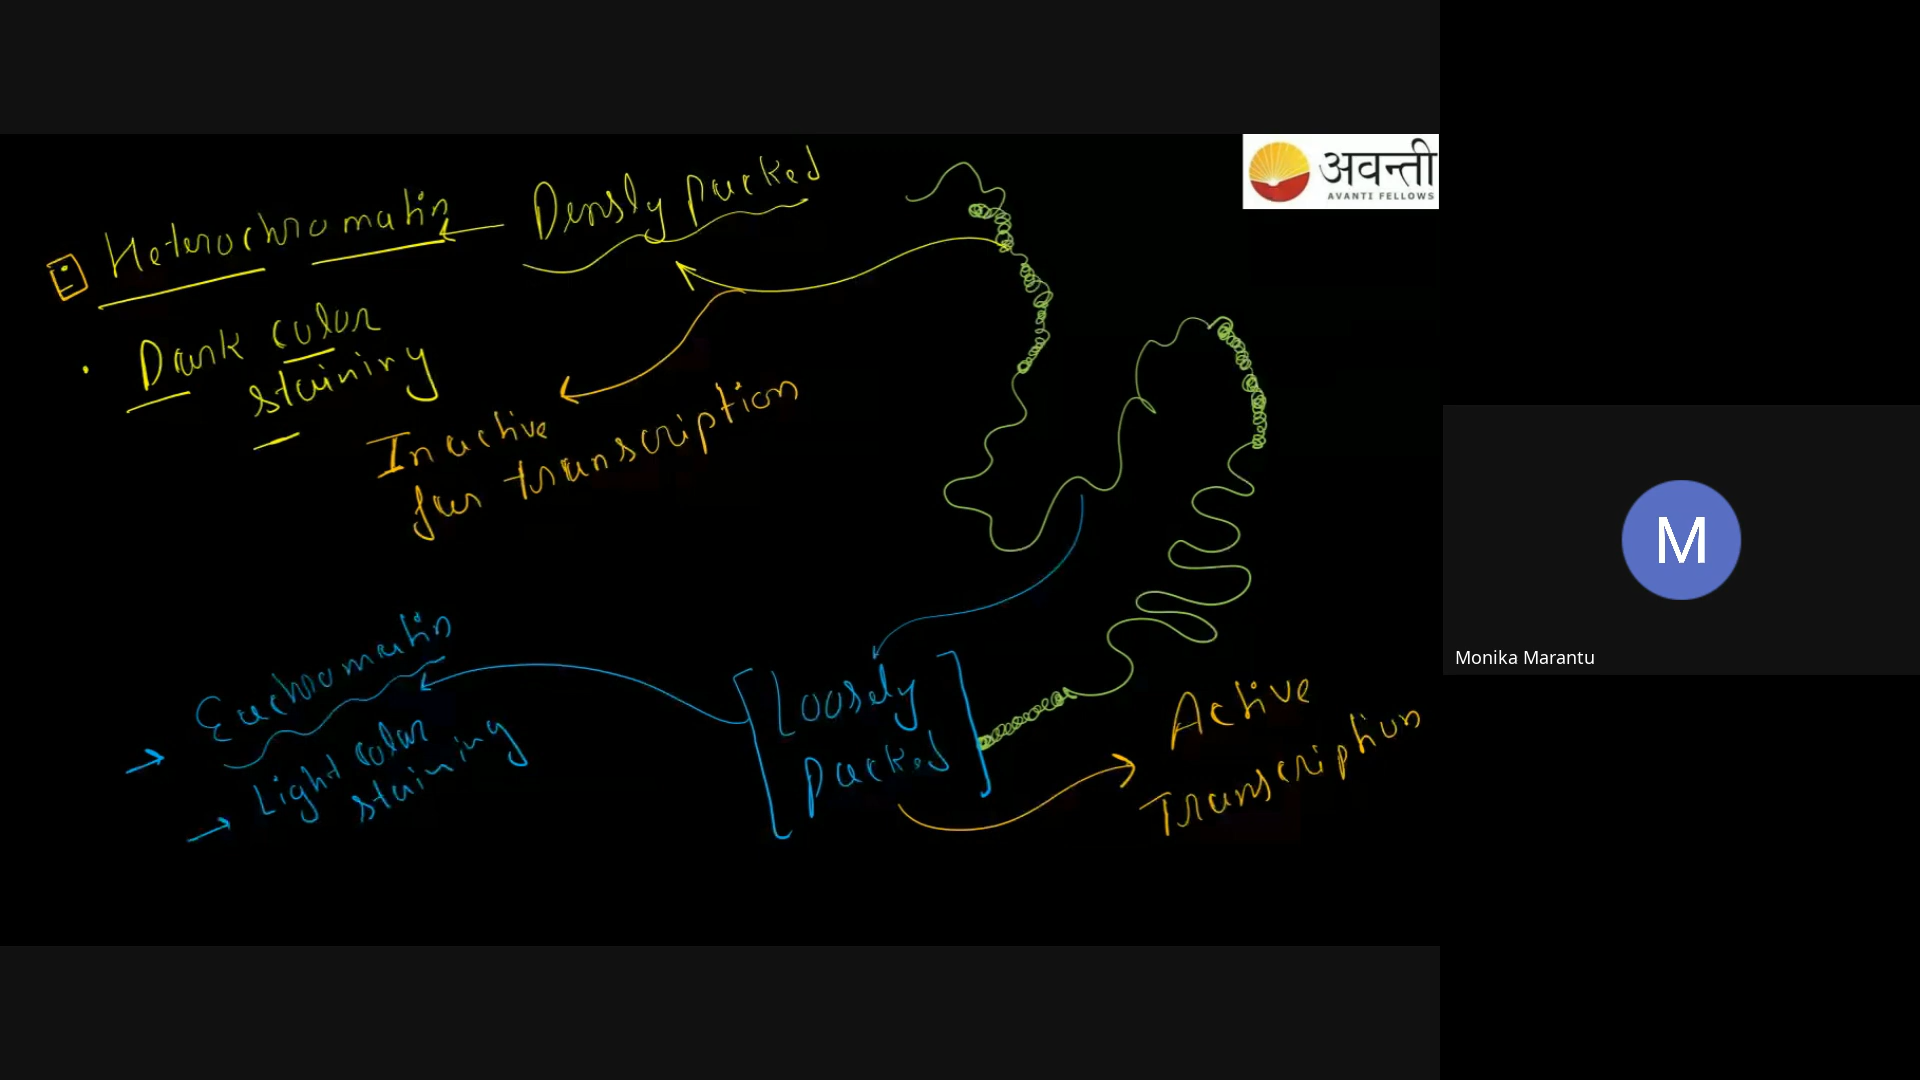 Heterochromatin ← Densly packed
• Dark color
staining
Inactive
for transcription
Euchromatin
→ Light color
staining
[Loosely
packed]
Active
Transcription
अवन्ती
AVANTI FELLOWS
M
Monika Marantu